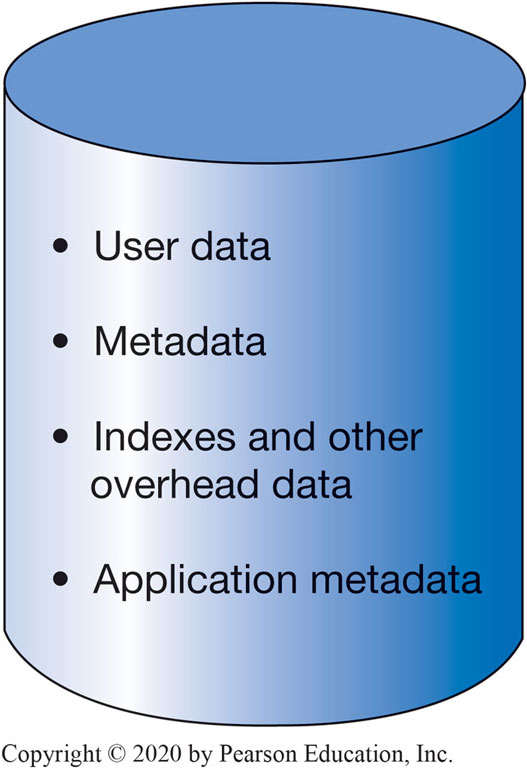 • User data
• Metadata
• Indexes and other
overhead data
• Application metadata
Copyright © 2020 by Pearson Education, Inc.